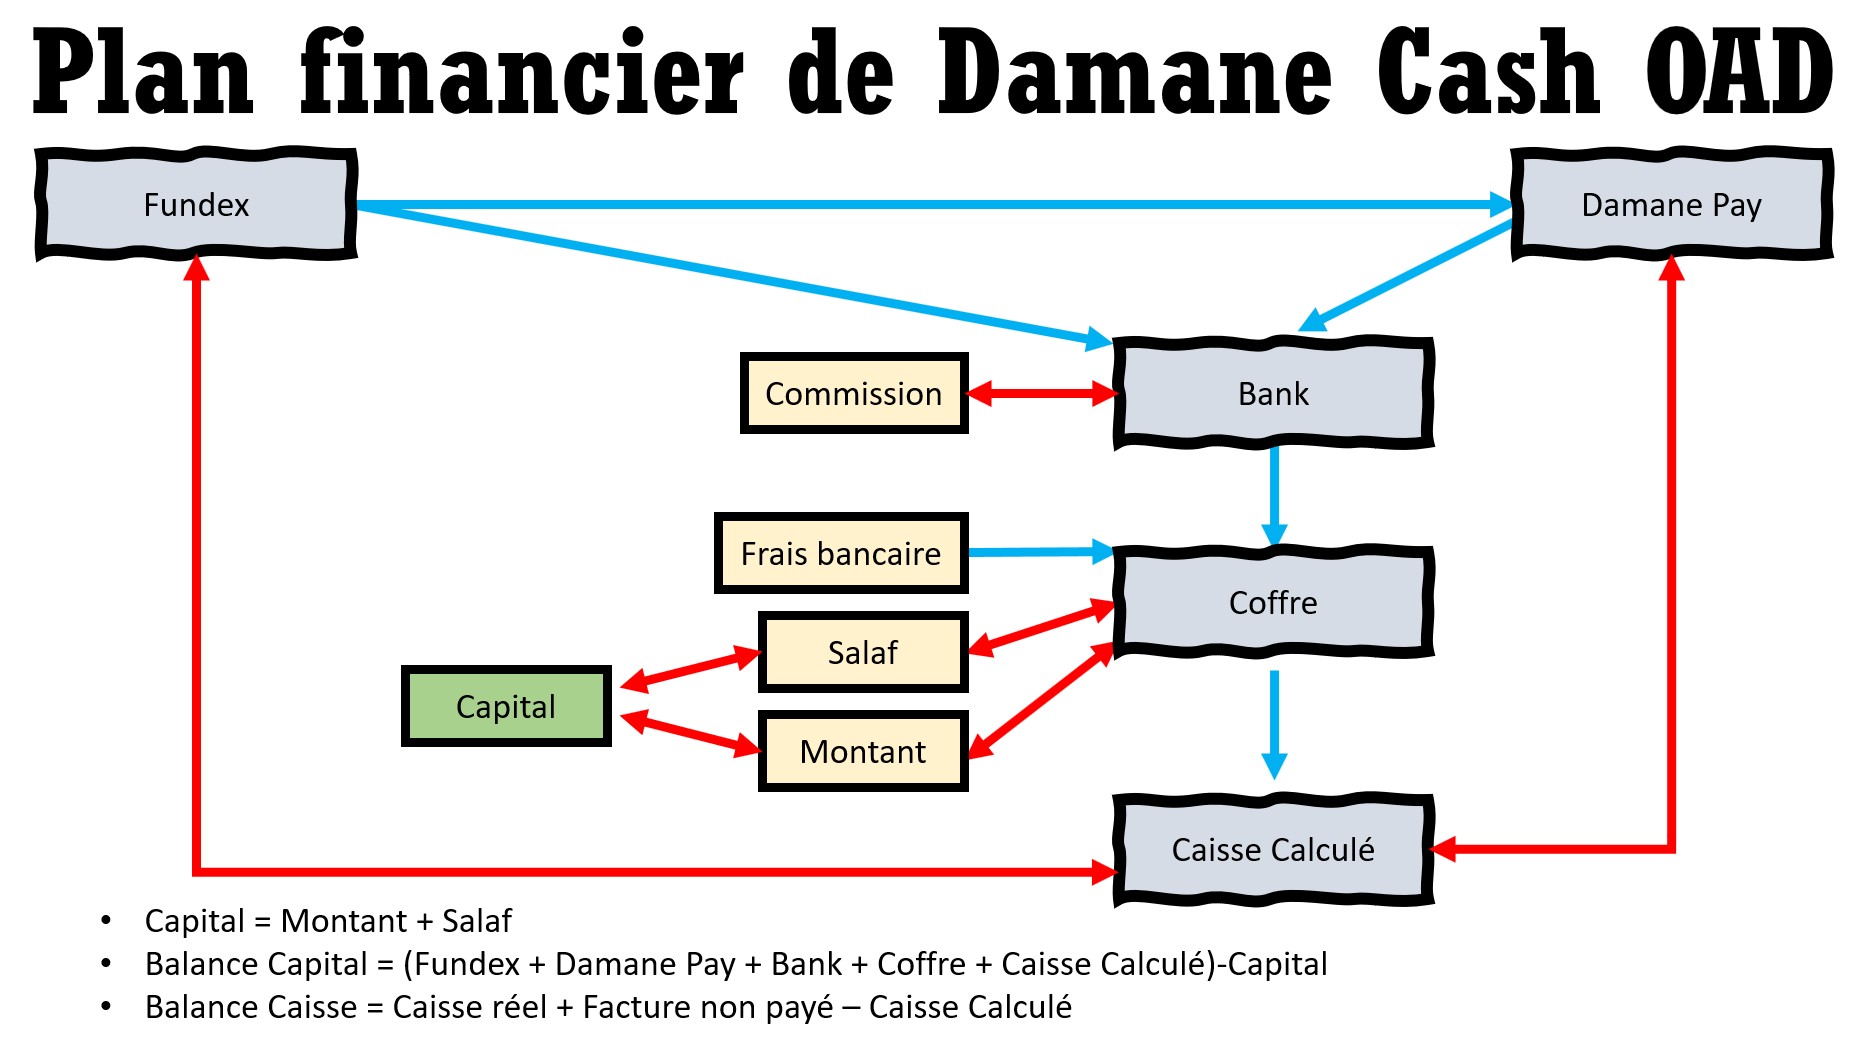 Plan financier de Damane Cash OAD
Fundex
Damane Pay
Commission
Bank
Frais bancaire
Coffre
Salaf
Capital
Montant
Caisse Calculé
• Capital = Montant + Salaf
• Balance Capital = (Fundex + Damane Pay + Bank + Coffre + Caisse Calculé)-Capital
• Balance Caisse = Caisse réel + Facture non payé – Caisse Calculé